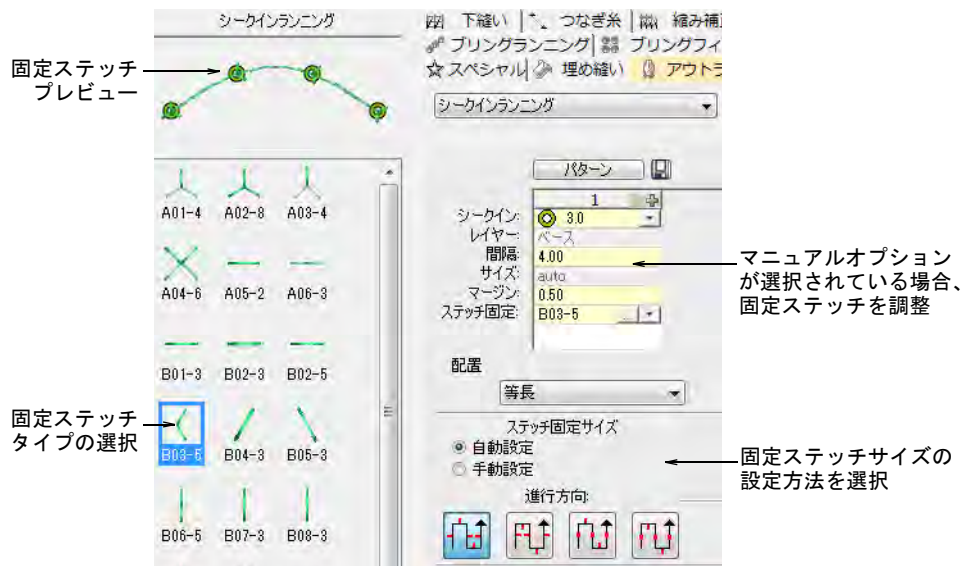 シークインランニング
固定ステッチ
プレビュー
A01-4 A02-8 A03-4
A04-6 A05-2 A06-3
B01-3 B02-3 B02-5
固定ステッチ
タイプの選択
B03-5 B04-3 B05-3
B06-5 B07-3 B08-3
下縫い つなぎ糸 縮み補正
ブリングランニング ブリングフィ
スペシャル 埋め縫い アウトラ
シークインランニング
パターン
1
シークイン: 3.0
レイヤー: ベース
間隔: 4.00
サイズ: auto
マージン: 0.50
ステッチ固定: B03-5 ...
マニュアルオプション
が選択されている場合、
固定ステッチを調整
配置
等長
ステッチ固定サイズ
自動設定
手動設定
固定ステッチサイズの
設定方法を選択
進行方向: